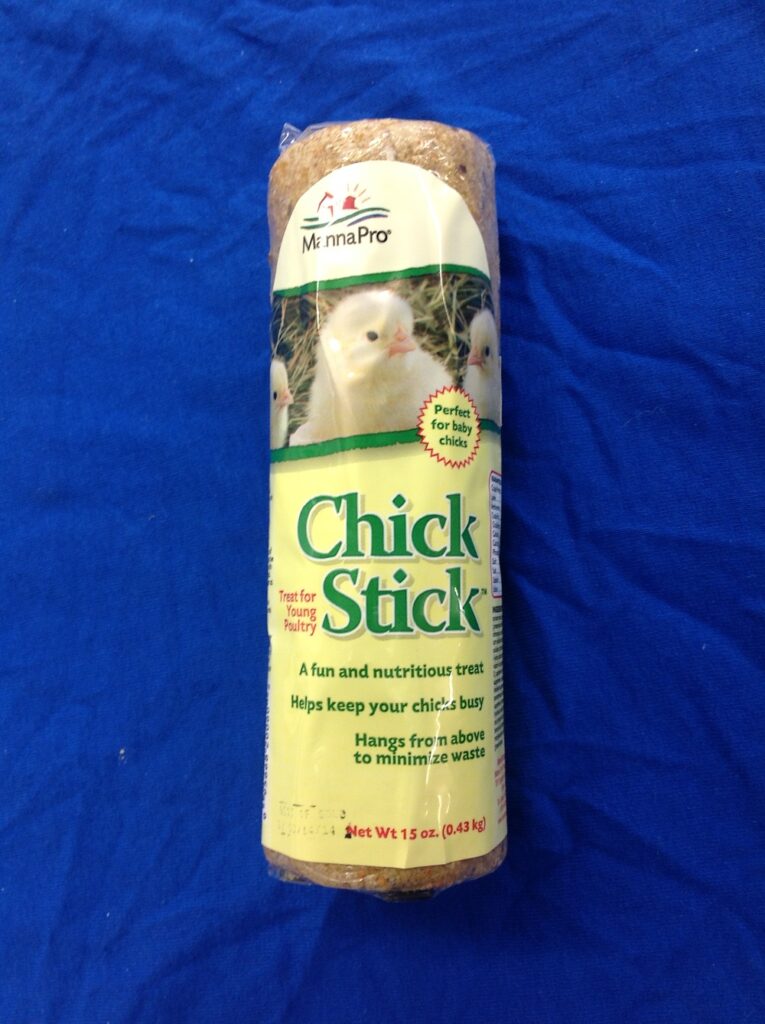 MannaPro®
Perfect
for baby
chicks
Chick
Stick™
Treat for
Young
Poultry
A fun and nutritious treat
Helps keep your chicks busy
Hangs from above
to minimize waste
Net Wt 15 oz. (0.43 kg)